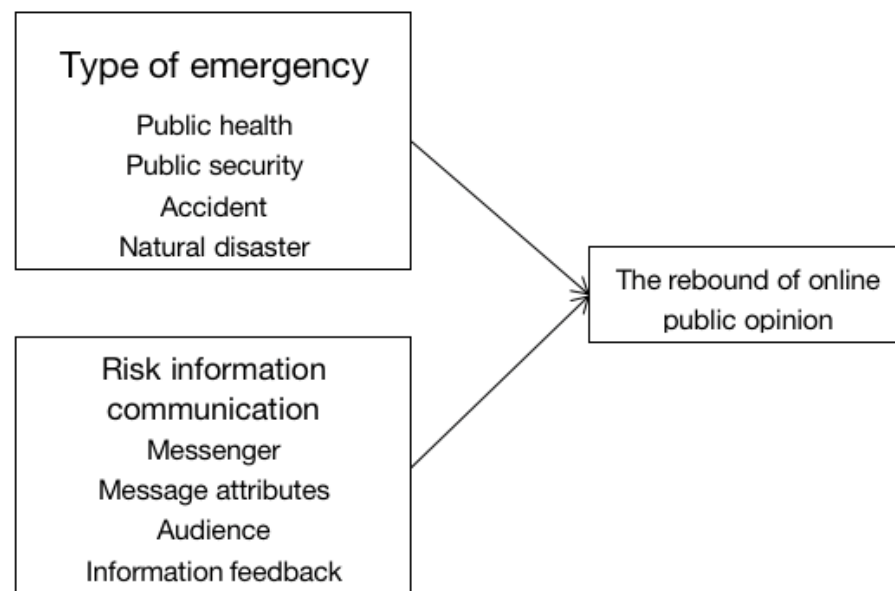 Type of emergency
Public health
Public security
Accident
Natural disaster
The rebound of online
public opinion
Risk information
communication
Messenger
Message attributes
Audience
Information feedback